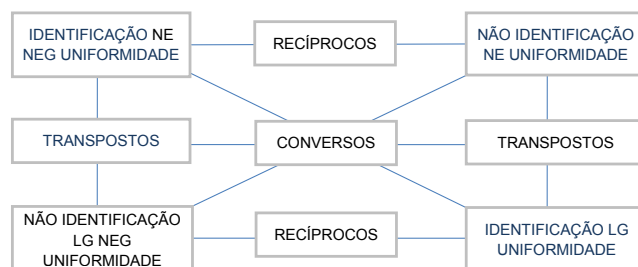 IDENTIFICAÇÃO NE
NEG UNIFORMIDADE
RECÍPROCOS
NÃO IDENTIFICAÇÃO
NE UNIFORMIDADE
TRANSPOSTOS
CONVERSOS
TRANSPOSTOS
NÃO IDENTIFICAÇÃO
LG NEG
UNIFORMIDADE
RECÍPROCOS
IDENTIFICAÇÃO LG
UNIFORMIDADE